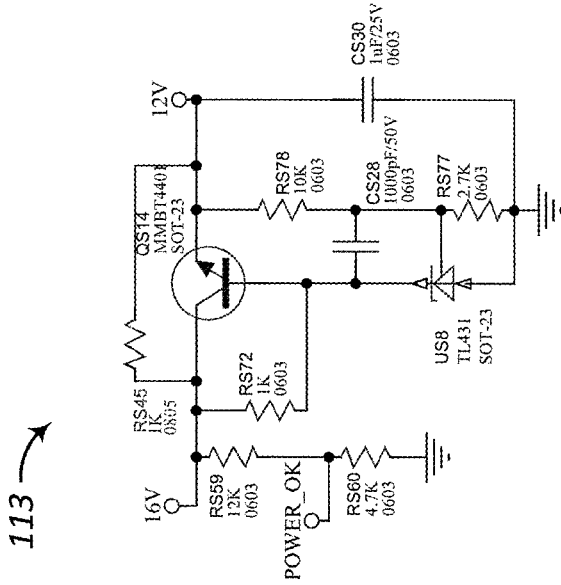 113
16V
12V
RS45
1K
0805
QS14
MMBT4401
SOT-23
RS59
12K
0603
RS72
1K
0603
RS78
10K
0603
CS30
1uF/25V
0603
CS28
1000pF/50V
0603
POWER_OK
RS60
4.7K
0603
US8
TL431
SOT-23
RS77
2.7K
0603